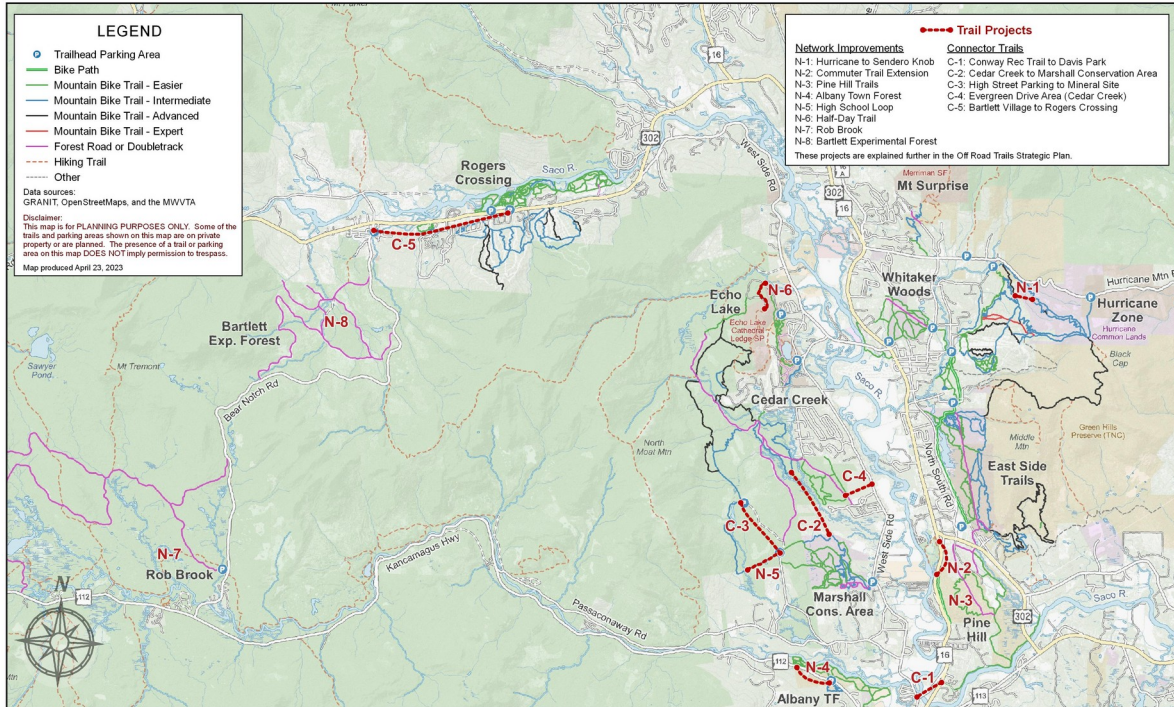 LEGEND
Trailhead Parking Area
Bike Path
Mountain Bike Trail - Easier
Mountain Bike Trail - Intermediate
Mountain Bike Trail - Advanced
Mountain Bike Trail - Expert
Forest Road or Doubletrack
Hiking Trail
Other
Data sources:
GRANIT, OpenStreetMaps, and the MWVTA
Disclaimer:
This map is for PLANNING PURPOSES ONLY. Some of the
trails and parking areas shown on this map are on private
property or are planned. The presence of a trail or parking
area on this map DOES NOT imply permission to trespass.
Map produced April 23, 2023
Trail Projects
Network Improvements
N-1: Hurricane to Sendero Knob
N-2: Commuter Trail Extension
N-3: Pine Hill Trails
N-4: Albany Town Forest
N-5: High School Loop
N-6: Half-Day Trail
N-7: Rob Brook
N-8: Bartlett Experimental Forest
Connector Trails
C-1: Conway Rec Trail to Davis Park
C-2: Cedar Creek to Marshall Conservation Area
C-3: High Street Parking to Mineral Site
C-4: Evergreen Drive Area (Cedar Creek)
C-5: Bartlett Village to Rogers Crossing
These projects are explained further in the Off Road Trails Strategic Plan.
16
302
West Side Rd
Rogers
Crossing
Saco R.
C-5
16
A
302
Merriman SF
Mt Surprise
Whitaker
Woods
N-1
Hurricane Mtn
Hurricane
Zone
Hurricane
Common Lands
Black
Cap
Echo
Lake
N-6
Echo Lake
Cathedral
Ledge SP
Bartlett
Exp. Forest
N-8
Sawyer
Pond
Mt Tremont
Bear Notch Rd
Saco R.
Cedar Creek
North
Moat Mtn
Green Hills
Preserve (TNC)
Middle
Mtn
North South Rd
East Side
Trails
C-4
C-3
C-2
West Side Rd
N-5
Marshall
Cons. Area
N-2
N-3
Pine
Hill
Saco R.
302
16
N-7
Rob Brook
Kancamagus Hwy
Passaconaway Rd
N
112
112
N-4
Albany TF
C-1
113